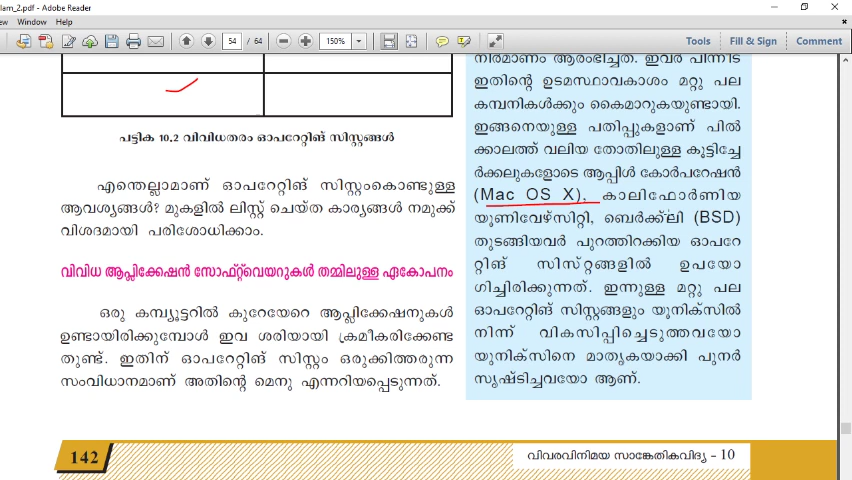 lam_2.pdf - Adobe Reader
ew Window Help
54 / 64 150% Tools Fill & Sign Comment
പട്ടിക 10.2 വിവിധതരം ഓപറേറ്റിങ് സിസ്റ്റങ്ങൾ
എന്തെല്ലാമാണ് ഓപറേറ്റിങ് സിസ്റ്റംകൊണ്ടുള്ള
ആവശ്യങ്ങൾ? മുകളിൽ ലിസ്റ്റ് ചെയ്ത കാര്യങ്ങൾ നമുക്ക്
വിശദമായി പരിശോധിക്കാം.
വിവിധ ആപ്ലിക്കേഷൻ സോഫ്റ്റ്‌വെയറുകൾ തമ്മിലുള്ള ഏകോപനം
ഒരു കമ്പ്യൂട്ടറിൽ കുറേയേറെ ആപ്ലിക്കേഷനുകൾ
ഉണ്ടായിരിക്കുമ്പോൾ ഇവ ശരിയായി ക്രമീകരിക്കേണ്ട
തുണ്ട്. ഇതിന് ഓപറേറ്റിങ് സിസ്റ്റം ഒരുക്കിത്തരുന്ന
സംവിധാനമാണ് അതിന്റെ മെനു എന്നറിയപ്പെടുന്നത്.
നിർമാണം ആരംഭിച്ചത്. ഇവർ പിന്നീട്
ഇതിന്റെ ഉടമസ്ഥാവകാശം മറ്റു പല
കമ്പനികൾക്കും കൈമാറുകയുണ്ടായി.
ഇങ്ങനെയുള്ള പതിപ്പുകളാണ് പിൽ
ക്കാലത്ത് വലിയ തോതിലുള്ള കൂട്ടിച്ചേ
ർക്കലുകളോടെ ആപ്പിൾ കോർപറേഷൻ
(Mac OS X), കാലിഫോർണിയ
യൂണിവേഴ്സിറ്റി, ബെർക്ക്‌ലി (BSD)
തുടങ്ങിയവർ പുറത്തിറക്കിയ ഓപറേ
റ്റിങ് സിസ്റ്റങ്ങളിൽ ഉപയോ
ഗിച്ചിരിക്കുന്നത്. ഇന്നുള്ള മറ്റു പല
ഓപറേറ്റിങ് സിസ്റ്റങ്ങളും യൂനിക്സിൽ
നിന്ന് വികസിപ്പിച്ചെടുത്തവയോ
യുനിക്സിനെ മാതൃകയാക്കി പുനർ
സൃഷ്ടിച്ചവയോ ആണ്.
142 വിവരവിനിമയ സാങ്കേതികവിദ്യ - 10